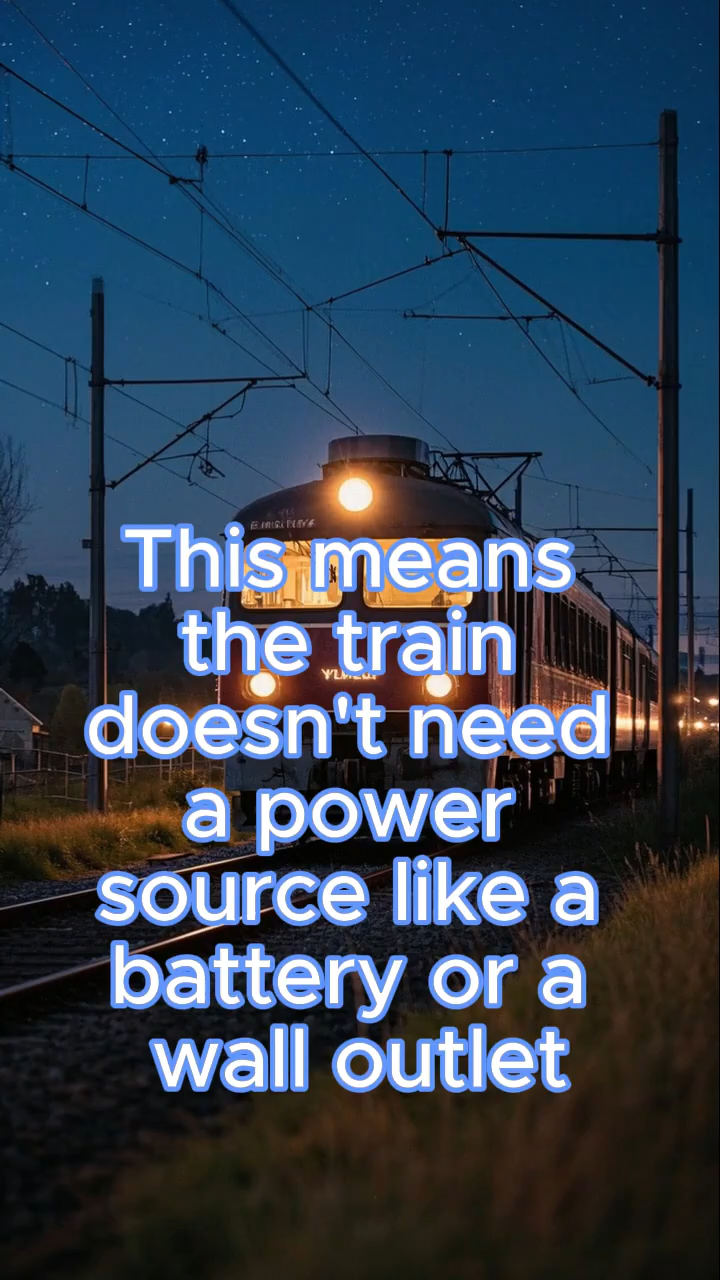 This means
the train
doesn't need
a power
source like a
battery or a
wall outlet